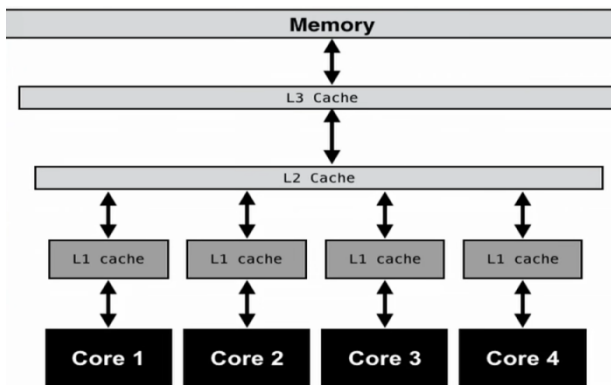 Memory
L3 Cache
L2 Cache
L1 cache L1 cache L1 cache L1 cache
Core 1 Core 2 Core 3 Core 4